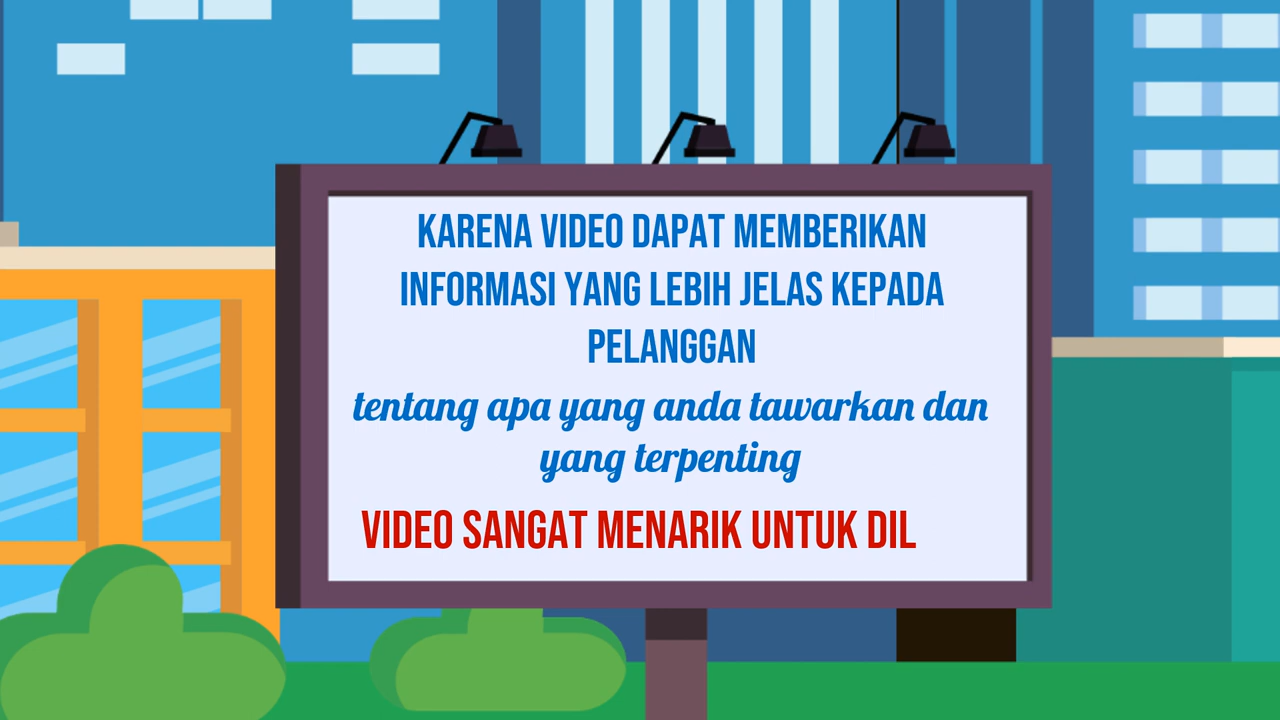 KARENA VIDEO DAPAT MEMBERIKAN
INFORMASI YANG LEBIH JELAS KEPADA
PELANGGAN
tentang apa yang anda tawarkan dan
yang terpenting
VIDEO SANGAT MENARIK UNTUK DIL